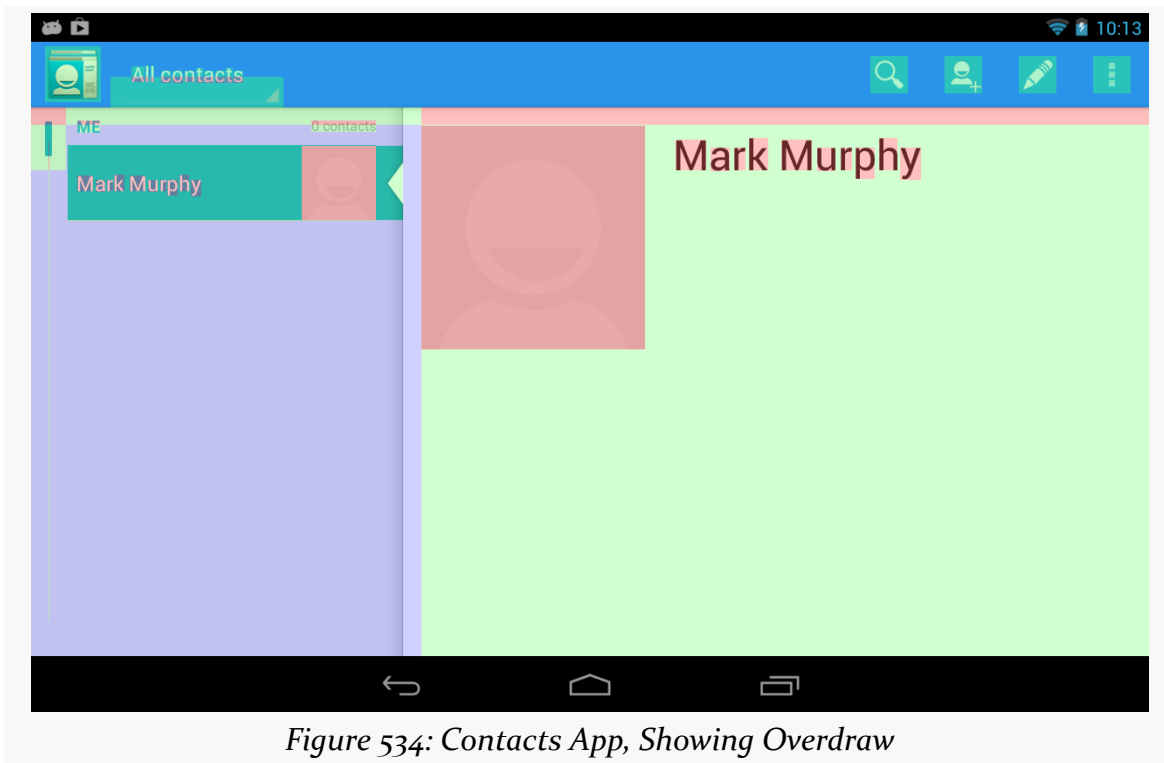 10:13
All contacts
ME 0 contacts
Mark Murphy
Mark Murphy
Figure 534: Contacts App, Showing Overdraw